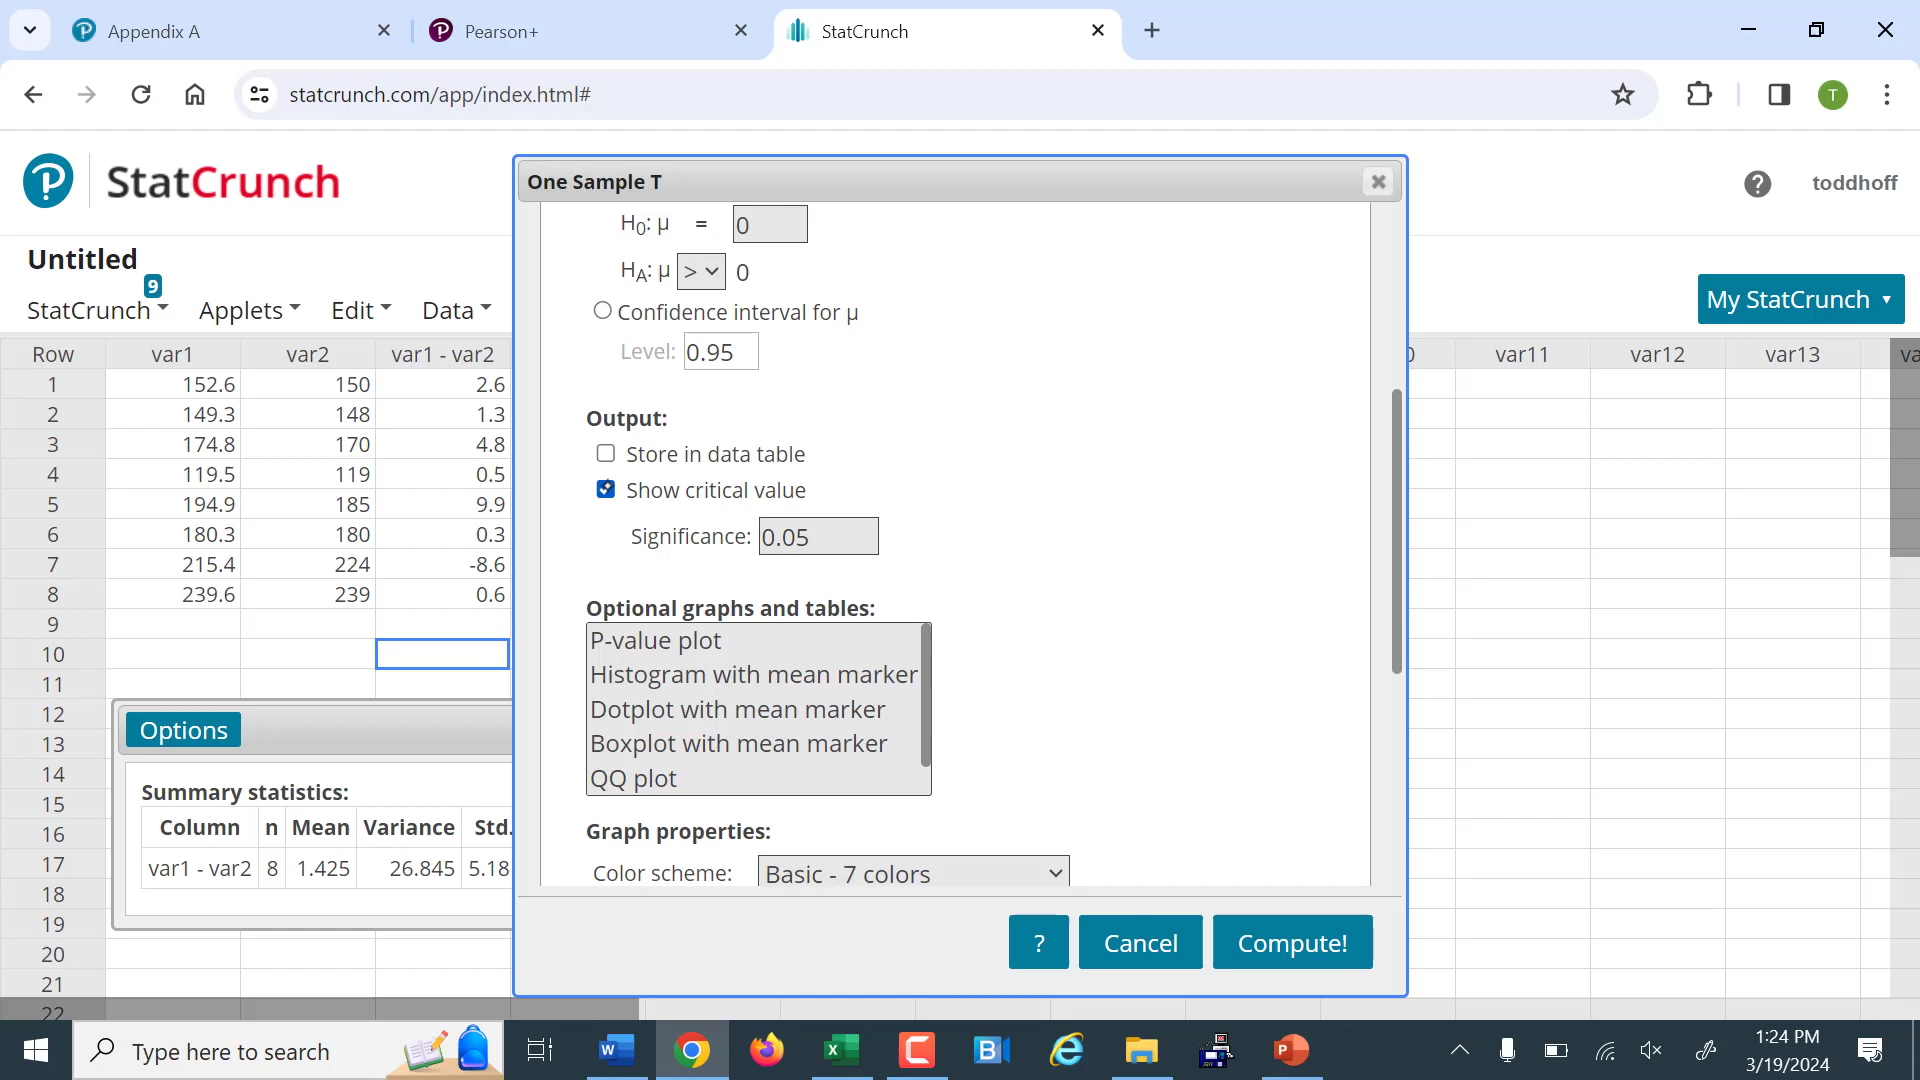 Appendix A
Pearson+
StatCrunch
statcrunch.com/app/index.html#
T
StatCrunch
toddhoff
Untitled
9
StatCrunch Applets Edit Data
My StatCrunch
One Sample T
H0: μ = 0
HA: μ > 0
Confidence interval for μ
Level: 0.95
Output:
Store in data table
Show critical value
Significance: 0.05
Optional graphs and tables:
P-value plot
Histogram with mean marker
Dotplot with mean marker
Boxplot with mean marker
QQ plot
Graph properties:
Color scheme: Basic - 7 colors
? Cancel Compute!
Row var1 var2 var1 - var2 var11 var12 var13 va
1 152.6 150 2.6
2 149.3 148 1.3
3 174.8 170 4.8
4 119.5 119 0.5
5 194.9 185 9.9
6 180.3 180 0.3
7 215.4 224 -8.6
8 239.6 239 0.6
9
10
11
12
13
14
15
16
17
18
19
20
21
22
Options
Summary statistics:
Column n Mean Variance Std.
var1 - var2 8 1.425 26.845 5.18
Type here to search
1:24 PM
3/19/2024